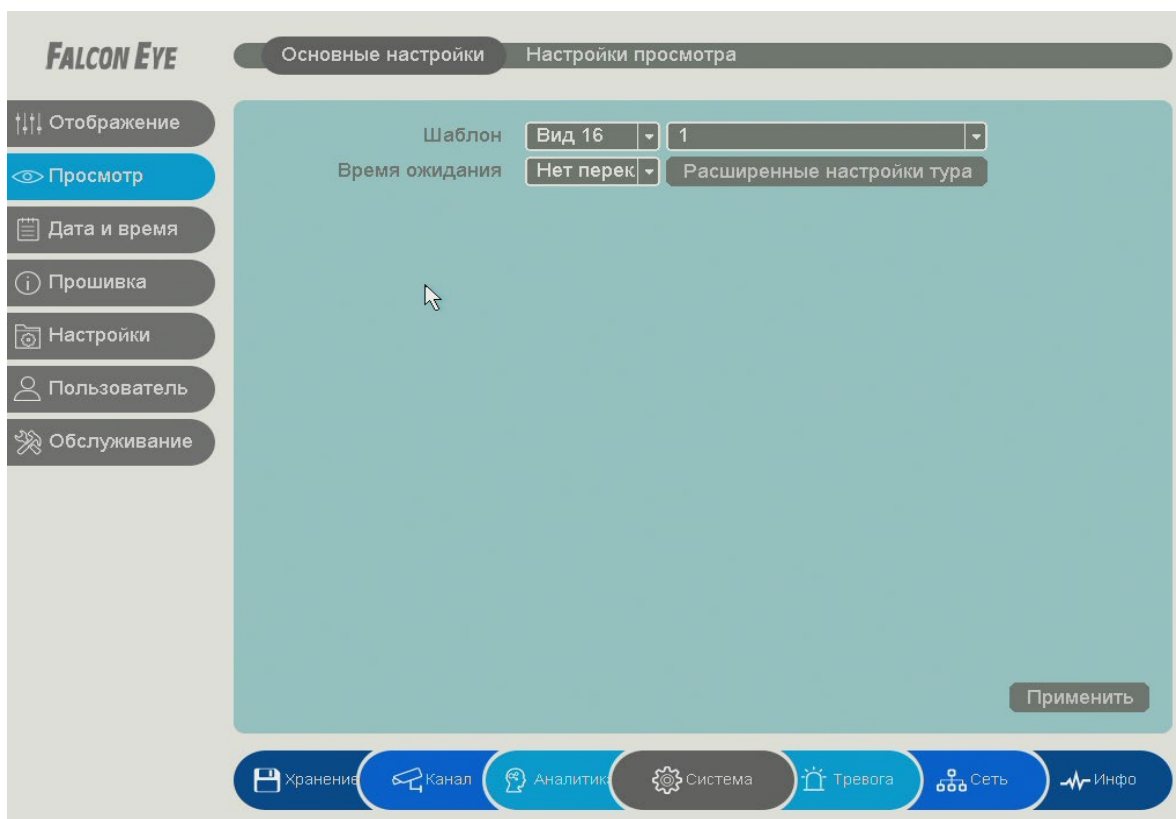 FALCON EYE
Основные настройки Настройки просмотра
Отображение
Просмотр
Дата и время
Прошивка
Настройки
Пользователь
Обслуживание
Шаблон Вид 16 1
Время ожидания Нет перек Расширенные настройки тура
Применить
Хранение Канал Аналитик Система Тревога Сеть Инфо